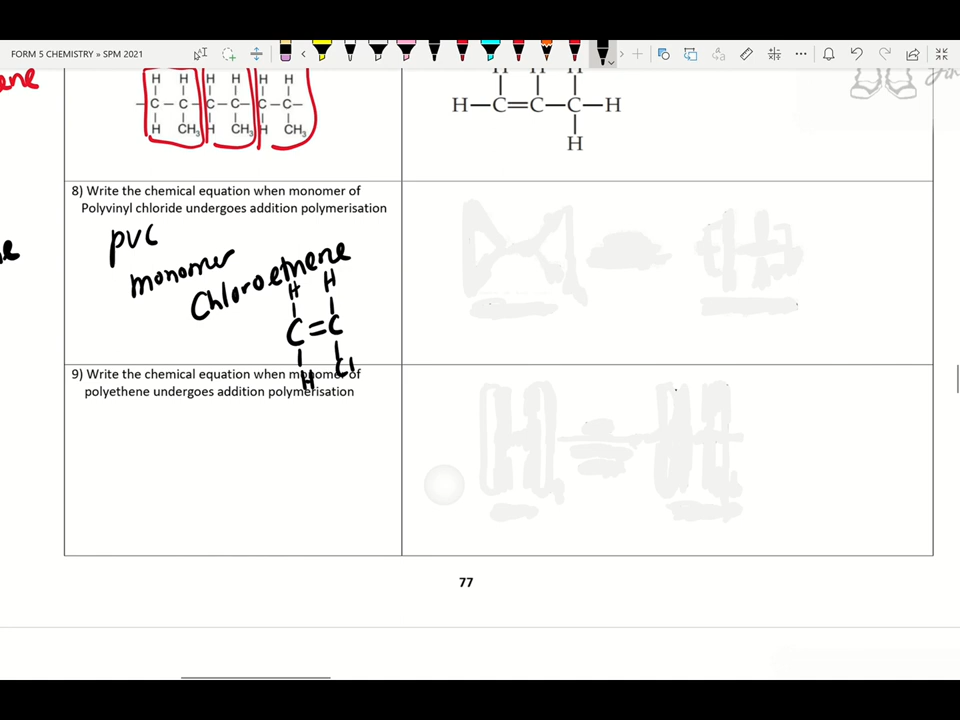 FORM 5 CHEMISTRY » SPM 2021
ene
H H H H H H
–C–C–C–C–C–C–
H CH₃ H CH₃ H CH₃
H H H
H–C=C–C–H
H
8) Write the chemical equation when monomer of
Polyvinyl chloride undergoes addition polymerisation
PVC
monomer
Chloroethene
H H
C=C
H Cl
9) Write the chemical equation when monomer of
polyethene undergoes addition polymerisation
77